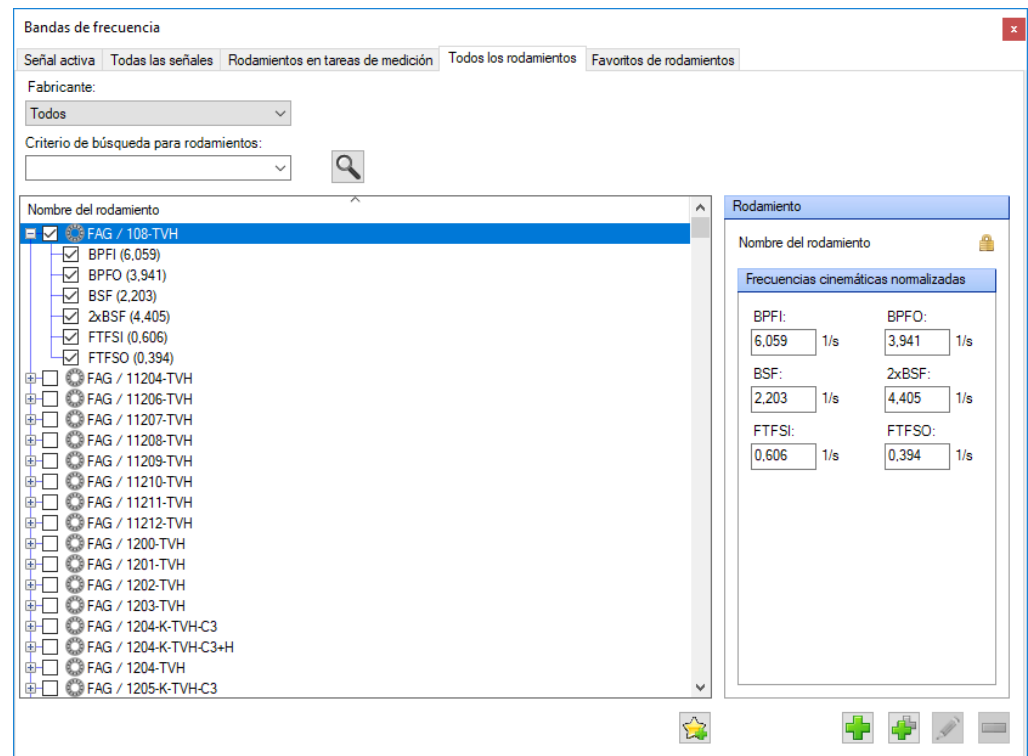 Bandas de frecuencia
x
Señal activa Todas las señales Rodamientos en tareas de medición Todos los rodamientos Favoritos de rodamientos
Fabricante:
Todos
Criterio de búsqueda para rodamientos:
Nombre del rodamiento
FAG / 108-TVH
BPFI (6,059)
BPFO (3,941)
BSF (2,203)
2xBSF (4,405)
FTFSI (0,606)
FTFSO (0,394)
FAG / 11204-TVH
FAG / 11206-TVH
FAG / 11207-TVH
FAG / 11208-TVH
FAG / 11209-TVH
FAG / 11210-TVH
FAG / 11211-TVH
FAG / 11212-TVH
FAG / 1200-TVH
FAG / 1201-TVH
FAG / 1202-TVH
FAG / 1203-TVH
FAG / 1204-K-TVH-C3
FAG / 1204-K-TVH-C3+H
FAG / 1204-TVH
FAG / 1205-K-TVH-C3
Rodamiento
Nombre del rodamiento
Frecuencias cinemáticas normalizadas
BPFI: BPFO:
6,059 1/s 3,941 1/s
BSF: 2xBSF:
2,203 1/s 4,405 1/s
FTFSI: FTFSO:
0,606 1/s 0,394 1/s